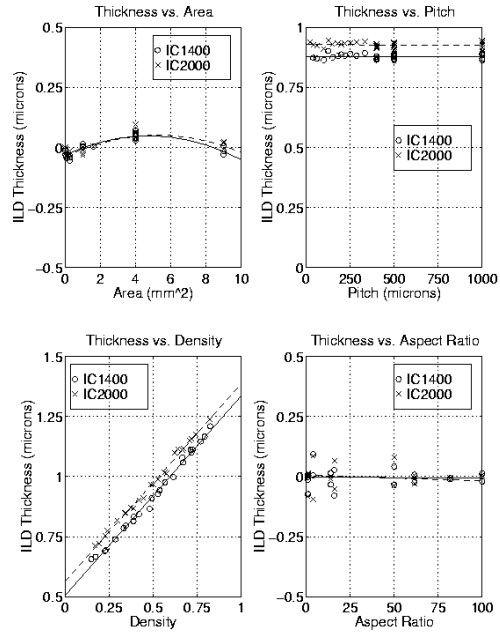 Thickness vs. Area
0.5
0.25
0
−0.25
−0.5
0 2 4 6 8 10
ILD Thickness (microns)
Area (mm^2)
IC1400
IC2000
Thickness vs. Pitch
1
0.75
0.5
0.25
0
0 250 500 750 1000
ILD Thickness (microns)
Pitch (microns)
IC1400
IC2000
Thickness vs. Density
1.5
1.25
1
0.75
0.5
0 0.25 0.5 0.75 1
ILD Thickness (microns)
Density
IC1400
IC2000
Thickness vs. Aspect Ratio
0.5
0.25
0
−0.25
−0.5
0 25 50 75 100
ILD Thickness (microns)
Aspect Ratio
IC1400
IC2000